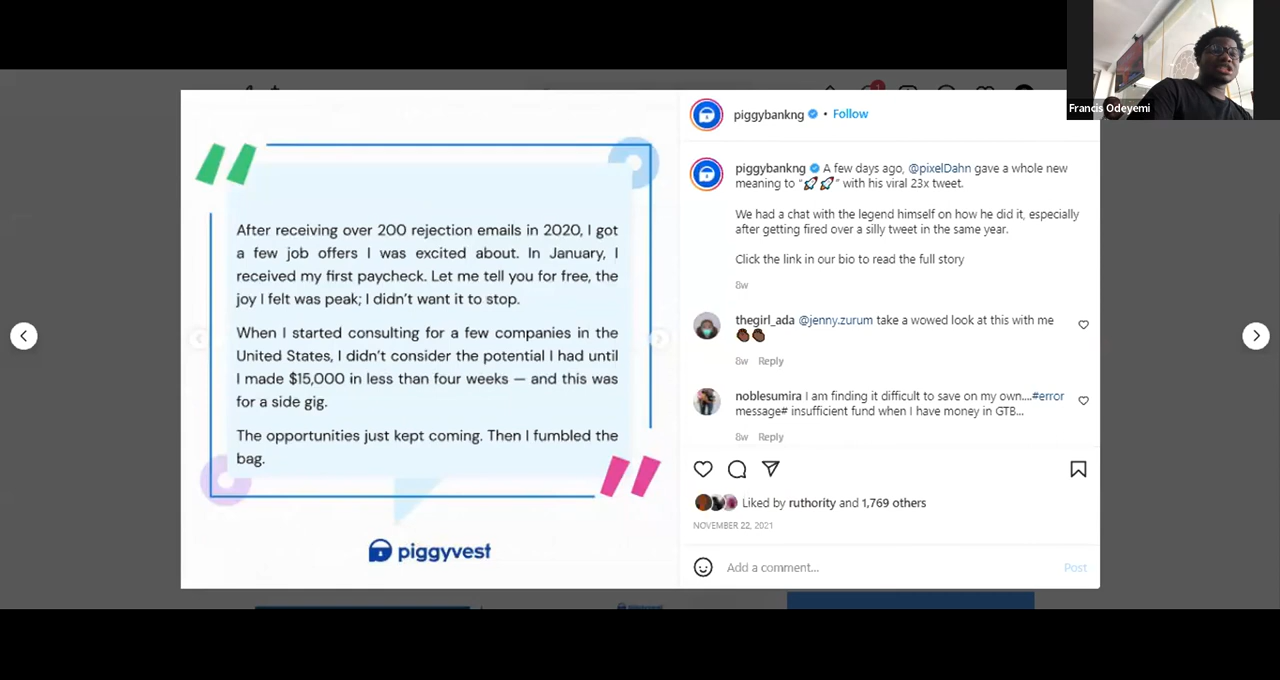 Francis Odeyemi
After receiving over 200 rejection emails in 2020, I got
a few job offers I was excited about. In January, I
received my first paycheck. Let me tell you for free, the
joy I felt was peak; I didn't want it to stop.
When I started consulting for a few companies in the
United States, I didn't consider the potential I had until
I made $15,000 in less than four weeks — and this was
for a side gig.
The opportunities just kept coming. Then I fumbled the
bag.
piggyvest
piggybankng • Follow
piggybankng A few days ago, @pixelDahn gave a whole new
meaning to "🚀🚀" with his viral 23x tweet.
We had a chat with the legend himself on how he did it, especially
after getting fired over a silly tweet in the same year.
Click the link in our bio to read the full story
8w
thegirl_ada @jenny.zurum take a wowed look at this with me
8w Reply
noblesumira I am finding it difficult to save on my own....#error
message# insufficient fund when I have money in GTB...
8w Reply
Liked by ruthority and 1,769 others
NOVEMBER 22, 2021
Add a comment... Post